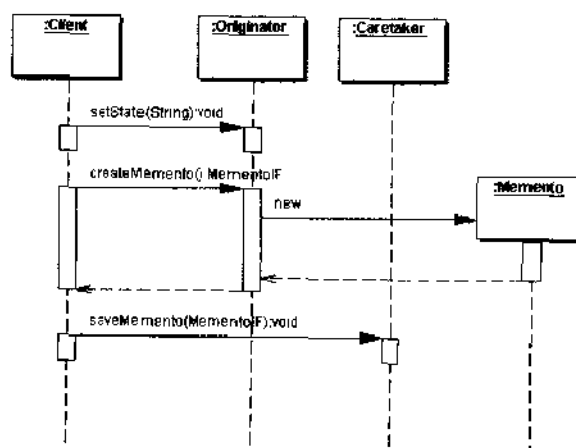 :Client
:Originator
:Caretaker
setState(String):void
createMemento() MementoIF
new
:Memento
saveMemento(MementoIF):void